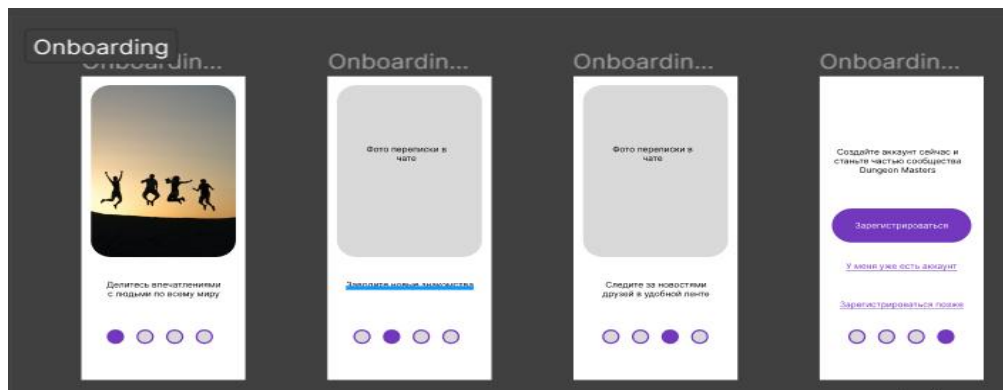 Onboarding
Onboardin...
Onboardin...
Onboardin...
Onboardin...
Фото переписки в
чате
Фото переписки в
чате
Создайте аккаунт сейчас и
станьте частью сообщества
Dungeon Masters
Зарегистрироваться
У меня уже есть аккаунт
Делитесь впечатлениями
с людьми по всему миру
Заводите новые знакомства
Следите за новостями
друзей в удобной ленте
Зарегистрироваться позже